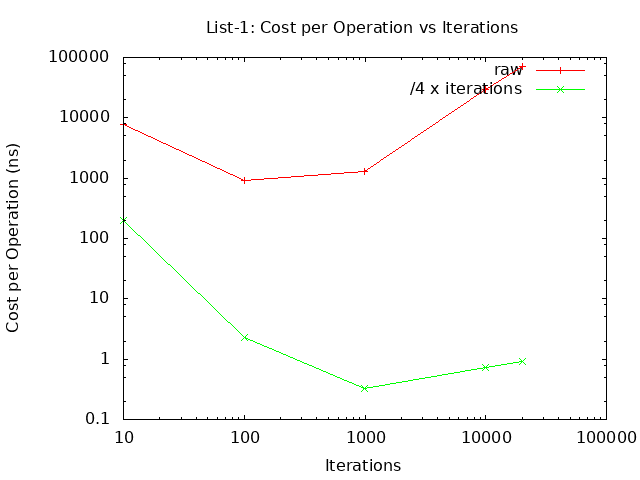 List-1: Cost per Operation vs Iterations
100000
10000
1000
100
10
1
0.1
Cost per Operation (ns)
raw
/4 x iterations
10 100 1000 10000 100000
Iterations